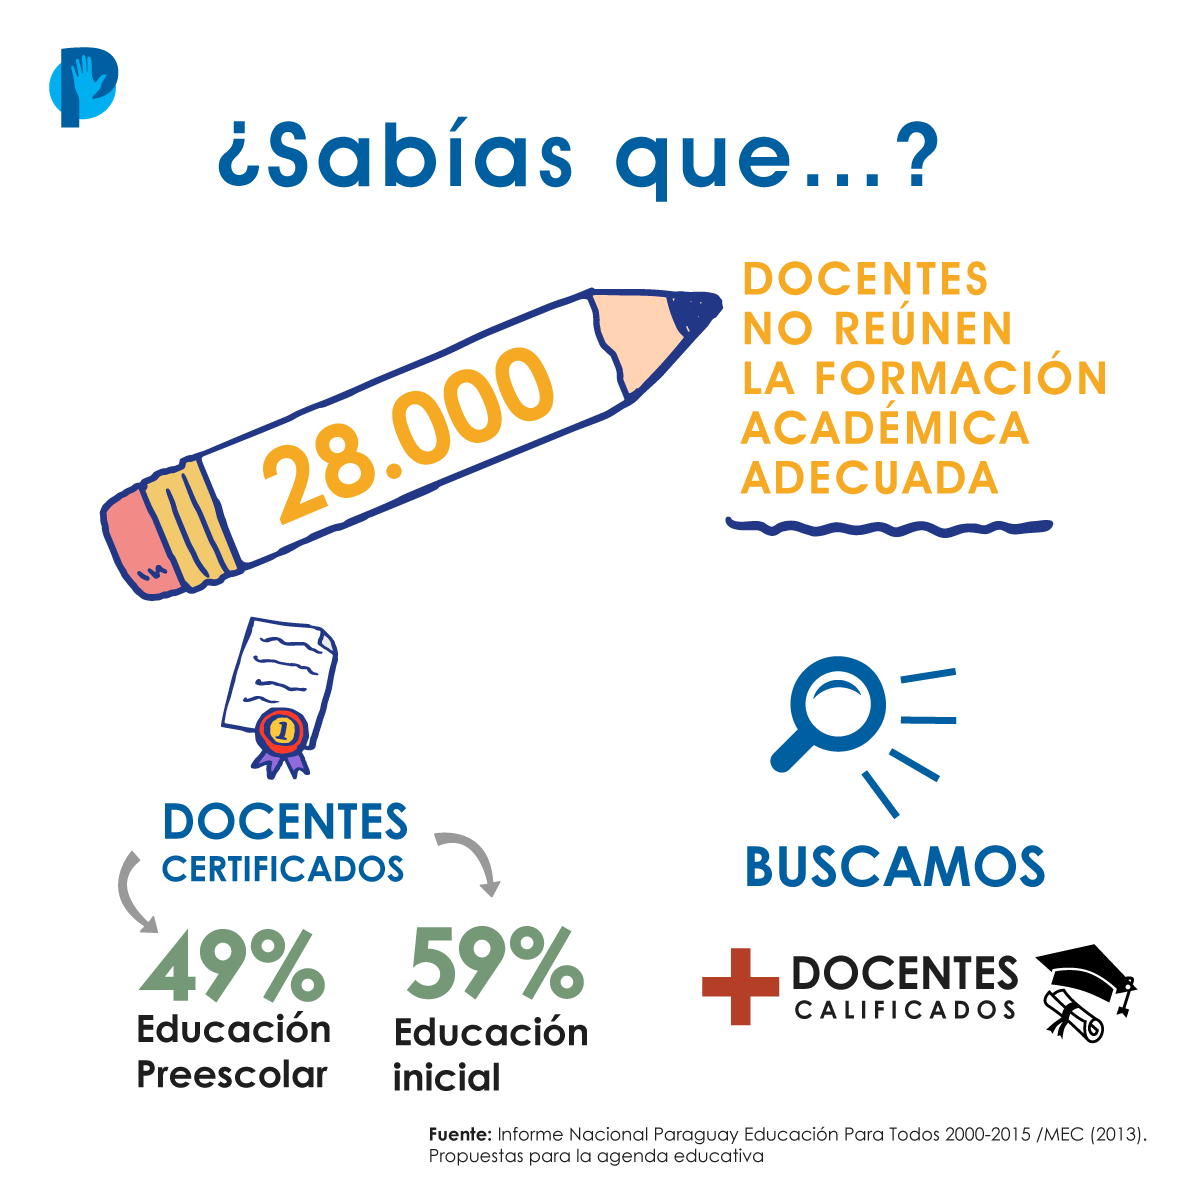 ¿Sabías que...?
28.000
DOCENTES
NO REÚNEN
LA FORMACIÓN
ACADÉMICA
ADECUADA
1
DOCENTES
CERTIFICADOS
49%
Educación
Preescolar
59%
Educación
inicial
BUSCAMOS
+ DOCENTES
CALIFICADOS
Fuente: Informe Nacional Paraguay Educación Para Todos 2000-2015 /MEC (2013).
Propuestas para la agenda educativa